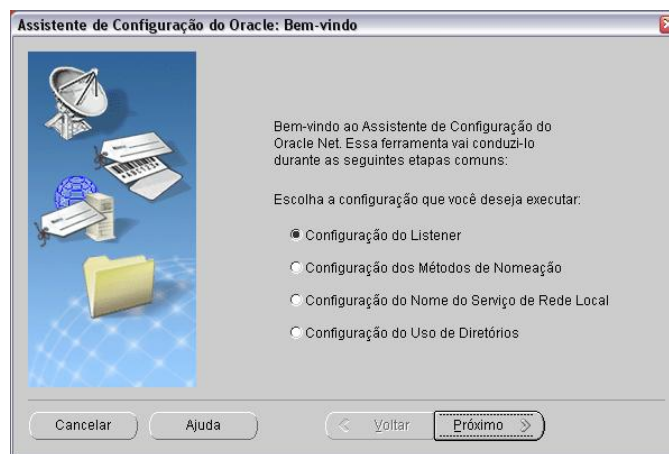 Assistente de Configuração do Oracle: Bem-vindo
Bem-vindo ao Assistente de Configuração do
Oracle Net. Essa ferramenta vai conduzi-lo
durante as seguintes etapas comuns:
Escolha a configuração que você deseja executar:
Configuração do Listener
Configuração dos Métodos de Nomeação
Configuração do Nome do Serviço de Rede Local
Configuração do Uso de Diretórios
Cancelar
Ajuda
Voltar
Próximo